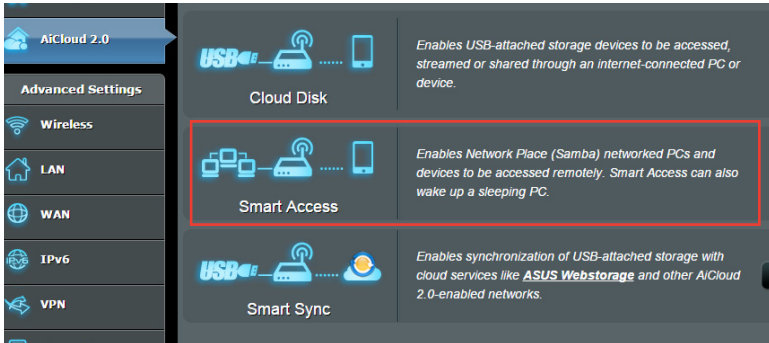 AiCloud 2.0
Advanced Settings
Wireless
LAN
WAN
IPv6
IPv6
VPN
USB
Cloud Disk
Enables USB-attached storage devices to be accessed,
streamed or shared through an internet-connected PC or
device.
Smart Access
Enables Network Place (Samba) networked PCs and
devices to be accessed remotely. Smart Access can also
wake up a sleeping PC.
USB
Smart Sync
Enables synchronization of USB-attached storage with
cloud services like ASUS Webstorage and other AiCloud
2.0-enabled networks.